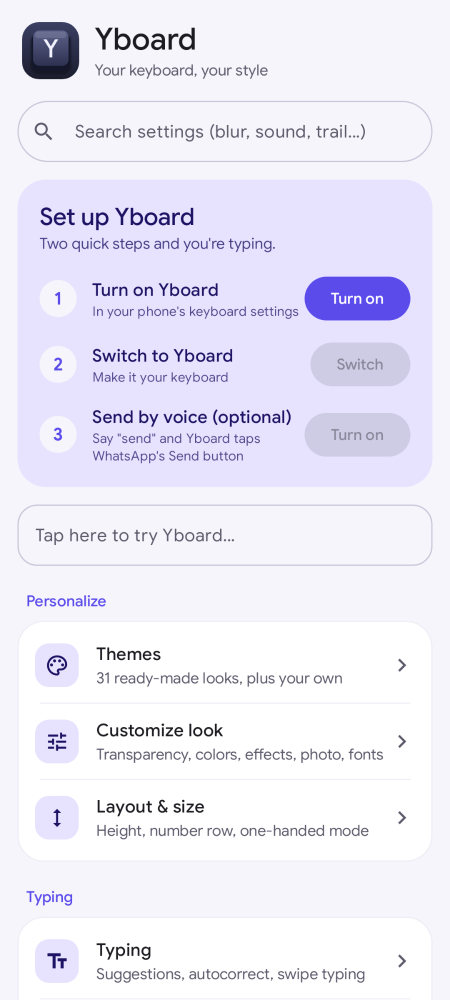 Y
Yboard
Your keyboard, your style
Search settings (blur, sound, trail...)
Set up Yboard
Two quick steps and you're typing.
1
Turn on Yboard
In your phone's keyboard settings
Turn on
2
Switch to Yboard
Make it your keyboard
Switch
3
Send by voice (optional)
Say "send" and Yboard taps
WhatsApp's Send button
Turn on
Tap here to try Yboard...
Personalize
Themes
31 ready-made looks, plus your own
Customize look
Transparency, colors, effects, photo, fonts
Layout & size
Height, number row, one-handed mode
Typing
Tt
Typing
Suggestions, autocorrect, swipe typing